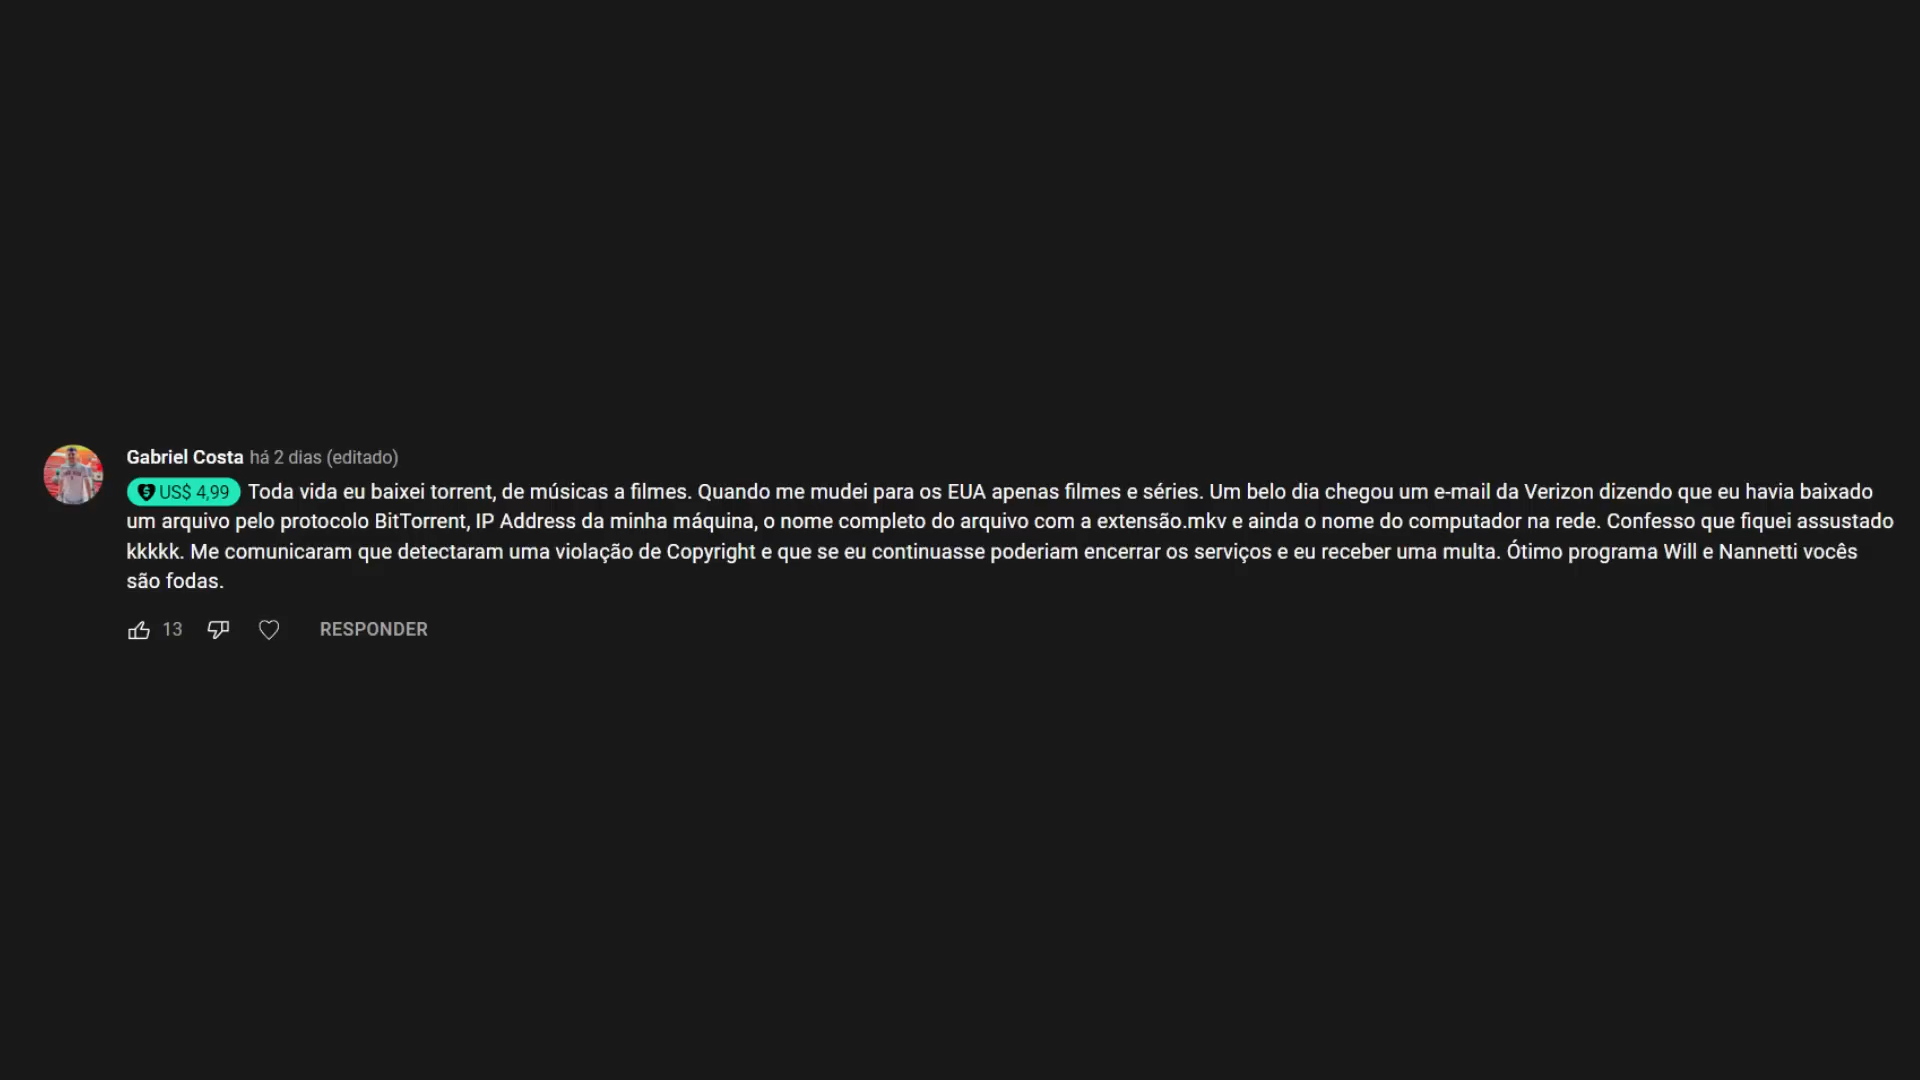 Gabriel Costa há 2 dias (editado)
US$ 4,99 Toda vida eu baixei torrent, de músicas a filmes. Quando me mudei para os EUA apenas filmes e séries. Um belo dia chegou um e-mail da Verizon dizendo que eu havia baixado
um arquivo pelo protocolo BitTorrent, IP Address da minha máquina, o nome completo do arquivo com a extensão.mkv e ainda o nome do computador na rede. Confesso que fiquei assustado
kkkkk. Me comunicaram que detectaram uma violação de Copyright e que se eu continuasse poderiam encerrar os serviços e eu receber uma multa. Ótimo programa Will e Nannetti vocês
são fodas.
13 RESPONDER